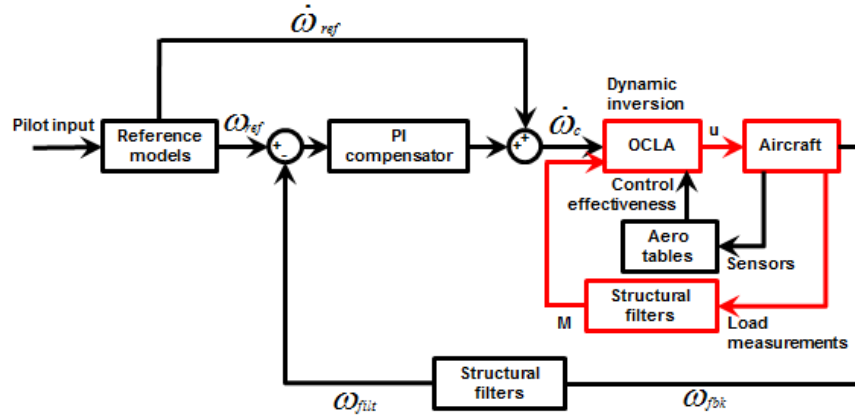 ω̇ ref
Dynamic
inversion
Pilot input
Reference
models
ωref
+
-
PI
compensator
+
+
ω̇c
OCLA
u
Aircraft
Control
effectiveness
Aero
tables
Sensors
Structural
filters
M
Load
measurements
Structural
filters
ωfilt
ωfbk